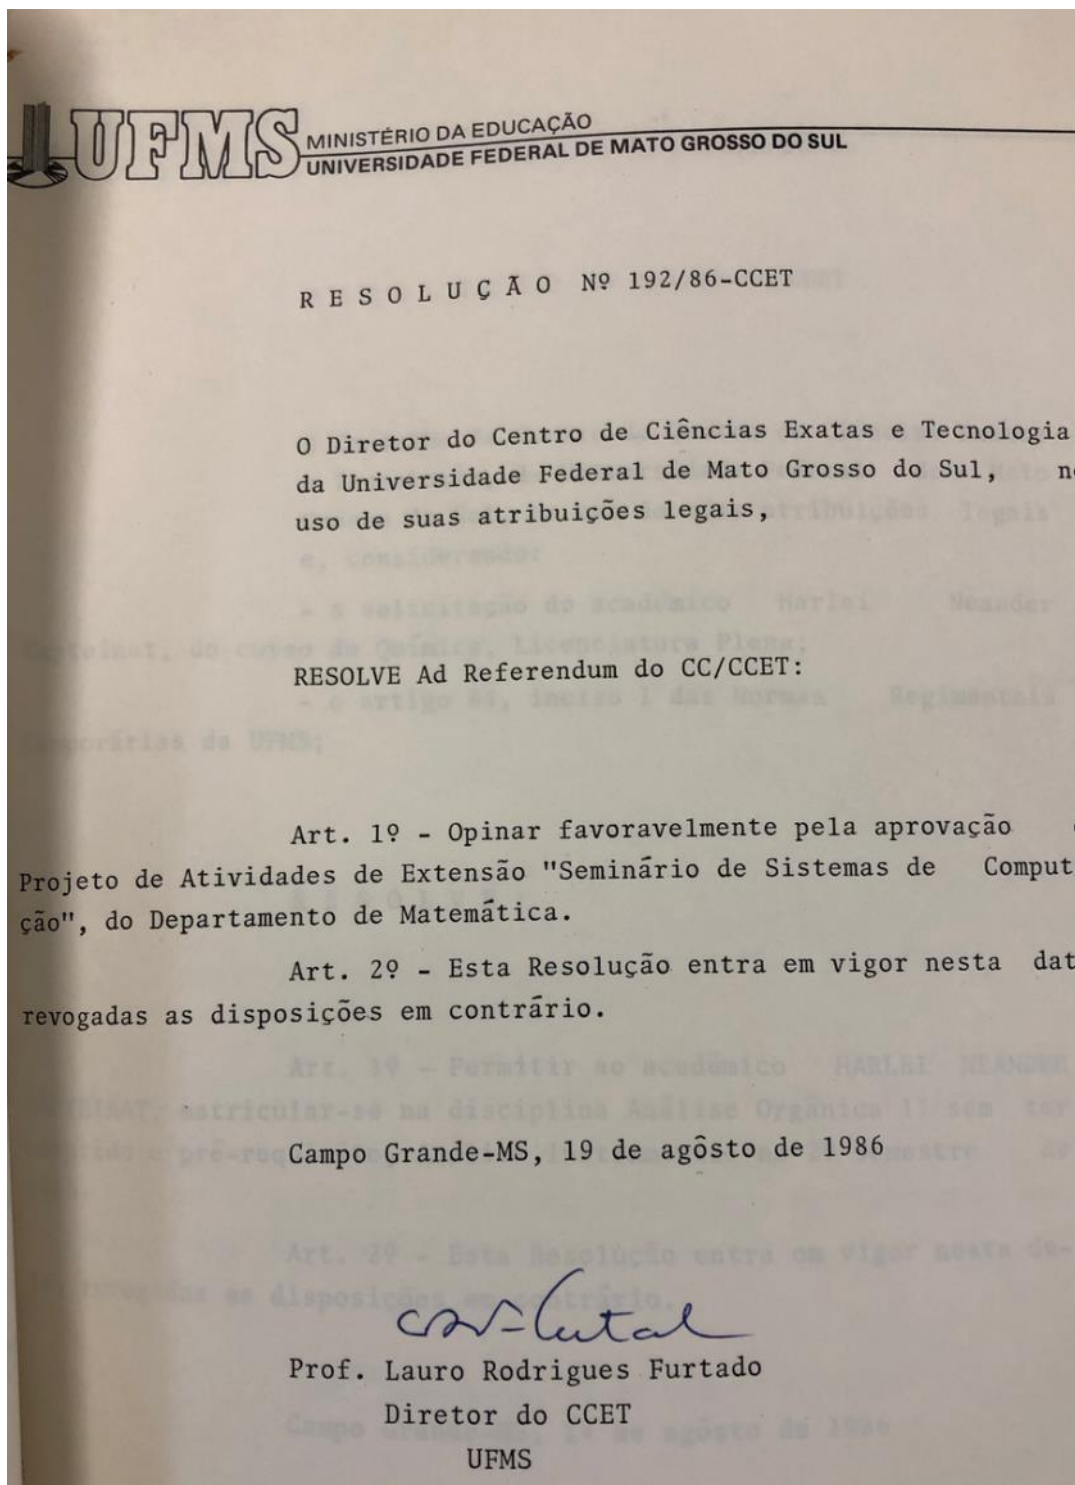 UFMS MINISTÉRIO DA EDUCAÇÃO
UNIVERSIDADE FEDERAL DE MATO GROSSO DO SUL
R E S O L U Ç Ã O Nº 192/86-CCET
O Diretor do Centro de Ciências Exatas e Tecnologia
da Universidade Federal de Mato Grosso do Sul,
uso de suas atribuições legais,
RESOLVE Ad Referendum do CC/CCET:
Art. 1º - Opinar favoravelmente pela aprovação
Projeto de Atividades de Extensão "Seminário de Sistemas de Comput
ção", do Departamento de Matemática.
Art. 2º - Esta Resolução entra em vigor nesta dat
revogadas as disposições em contrário.
Campo Grande-MS, 19 de agôsto de 1986
Prof. Lauro Rodrigues Furtado
Diretor do CCET
UFMS